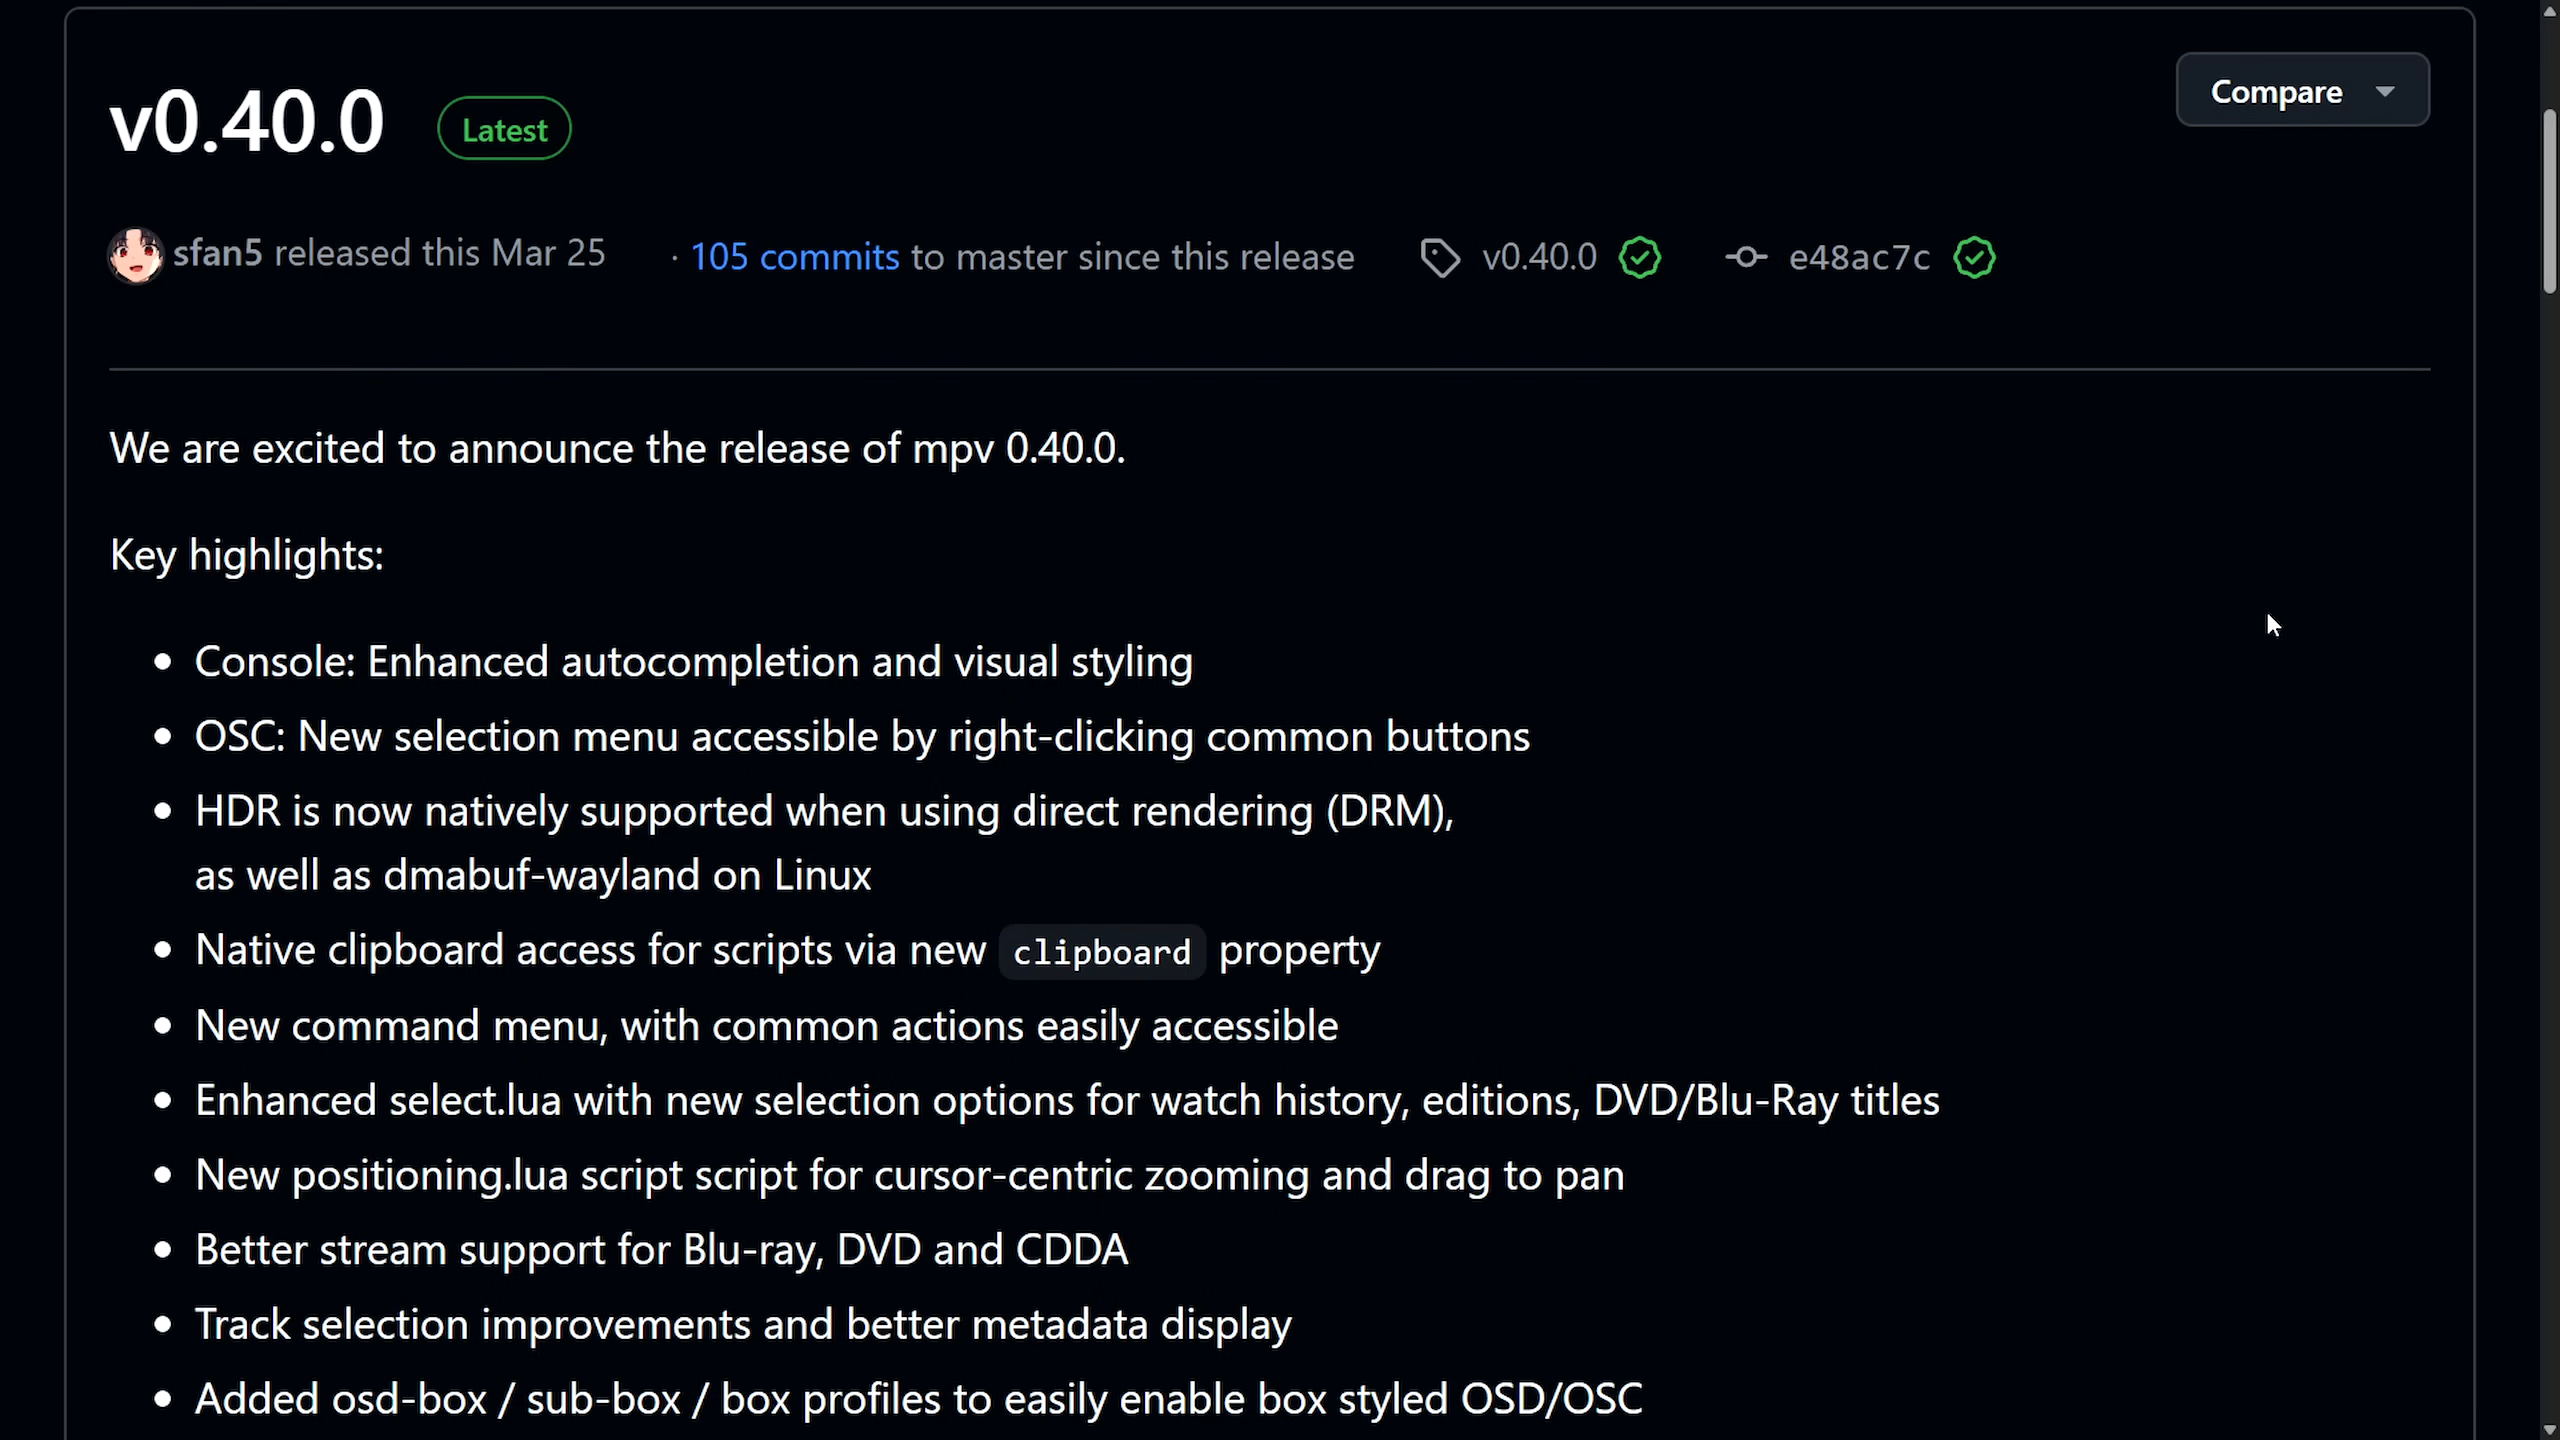 v0.40.0 Latest Compare
sfan5 released this Mar 25 · 105 commits to master since this release v0.40.0 e48ac7c
We are excited to announce the release of mpv 0.40.0.
Key highlights:
• Console: Enhanced autocompletion and visual styling
• OSC: New selection menu accessible by right-clicking common buttons
• HDR is now natively supported when using direct rendering (DRM),
as well as dmabuf-wayland on Linux
• Native clipboard access for scripts via new clipboard property
• New command menu, with common actions easily accessible
• Enhanced select.lua with new selection options for watch history, editions, DVD/Blu-Ray titles
• New positioning.lua script script for cursor-centric zooming and drag to pan
• Better stream support for Blu-ray, DVD and CDDA
• Track selection improvements and better metadata display
• Added osd-box / sub-box / box profiles to easily enable box styled OSD/OSC